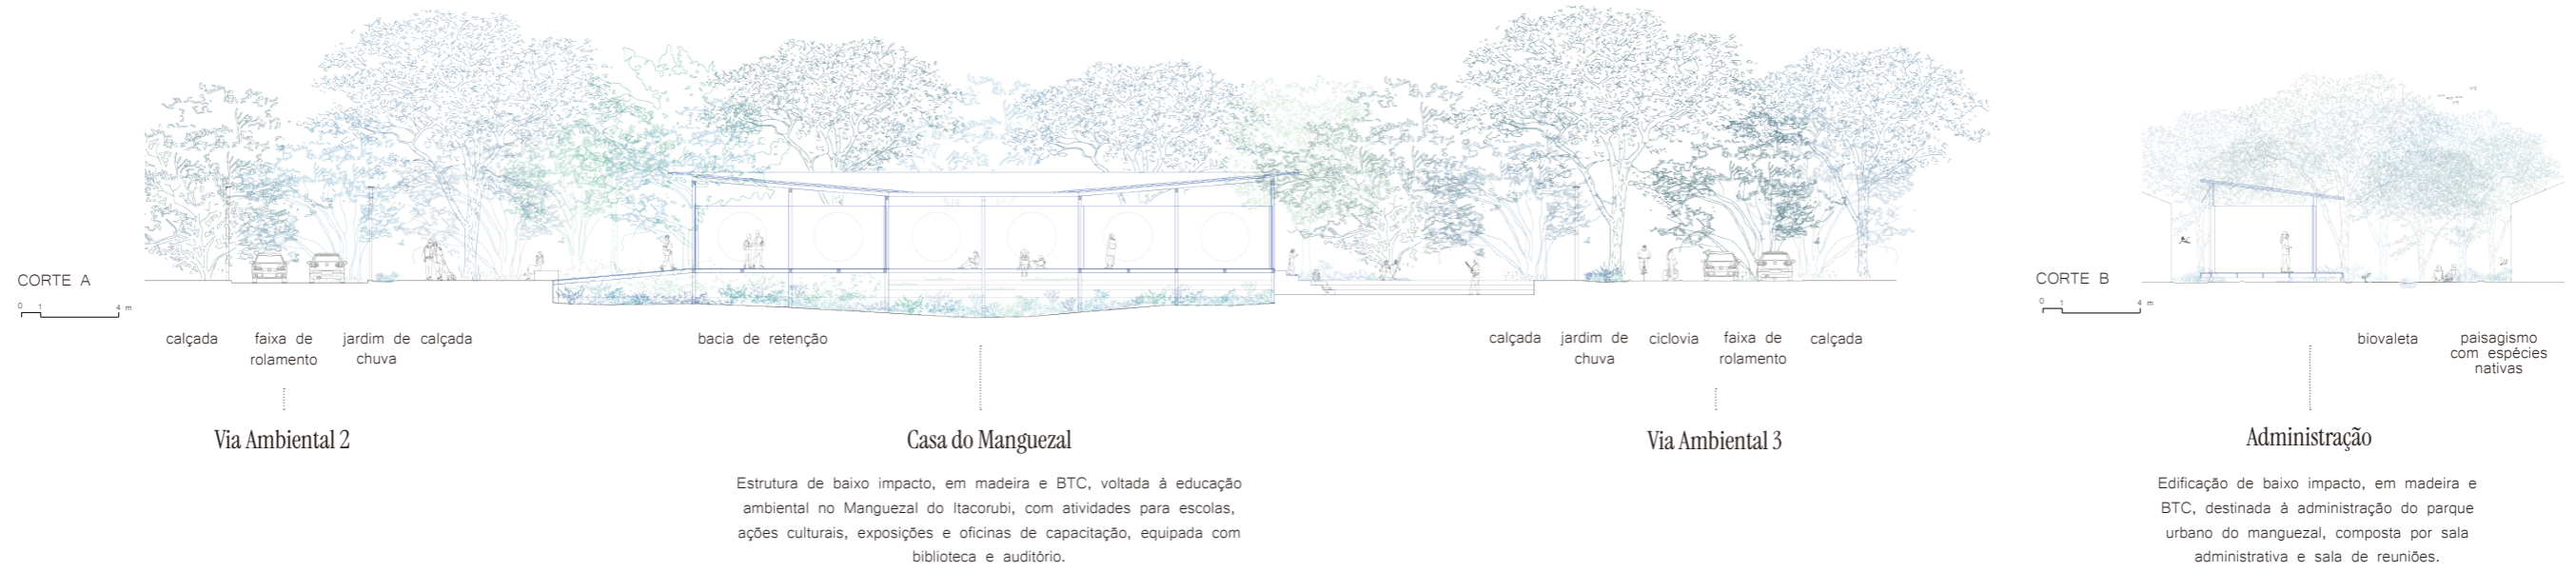 CORTE A
0 1 4 m
calçada faixa de rolamento jardim de chuva calçada
bacia de retenção
calçada jardim de chuva ciclovia faixa de rolamento calçada
Via Ambiental 2
Casa do Manguezal
Estrutura de baixo impacto, em madeira e BTC, voltada à educação
ambiental no Manguezal do Itacorubi, com atividades para escolas,
ações culturais, exposições e oficinas de capacitação, equipada com
biblioteca e auditório.
Via Ambiental 3
CORTE B
0 1 4 m
biovaleta
paisagismo
com espécies
nativas
Administração
Edificação de baixo impacto, em madeira e
BTC, destinada à administração do parque
urbano do manguezal, composta por sala
administrativa e sala de reuniões.